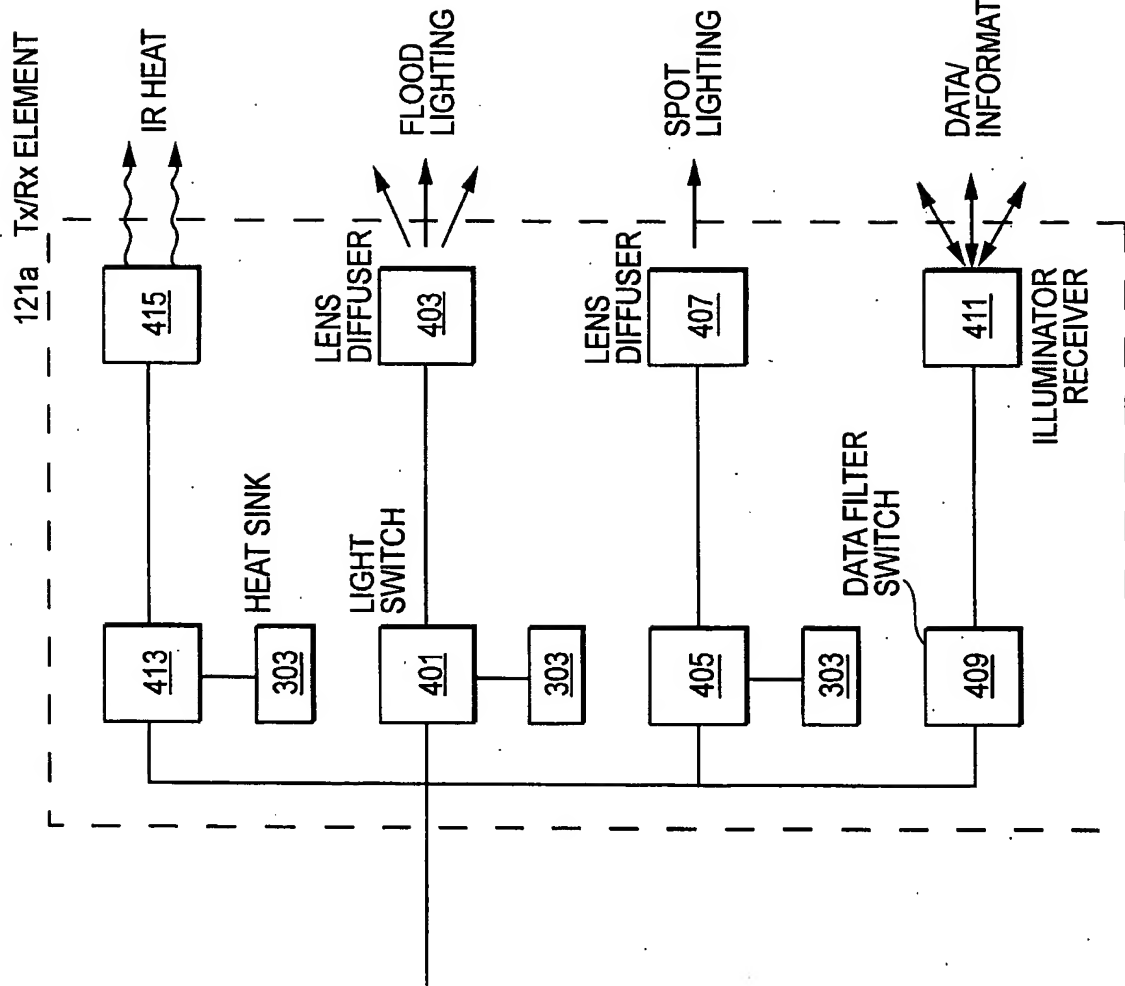 121a Tx/Rx ELEMENT
415
IR HEAT
413
HEAT SINK
303
LENS
DIFFUSER
403
FLOOD
LIGHTING
LIGHT
SWITCH
401
303
LENS
DIFFUSER
407
SPOT
LIGHTING
405
303
DATA FILTER
SWITCH
409
411
ILLUMINATOR
RECEIVER
DATA/
INFORMAT